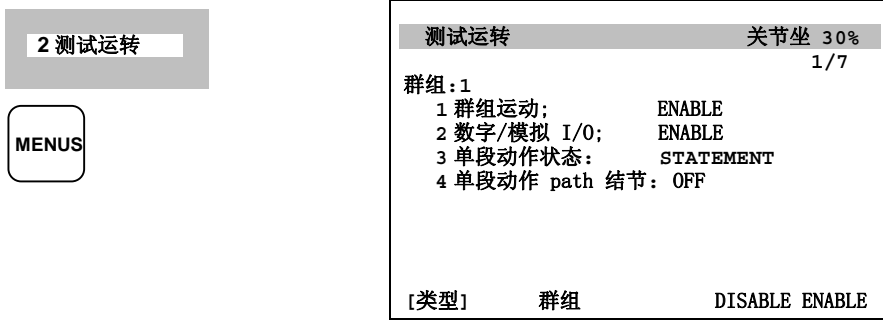 2 测试运转
MENUS
测试运转 关节坐 30%
1/7
群组:1
1 群组运动; ENABLE
2 数字/模拟 I/O; ENABLE
3 单段动作状态： STATEMENT
4 单段动作 path 结节： OFF
[类型] 群组 DISABLE ENABLE